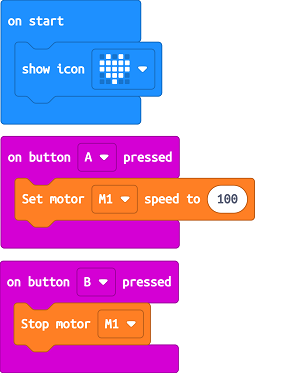 on start
show icon
on button A pressed
Set motor M1 speed to 100
on button B pressed
Stop motor M1